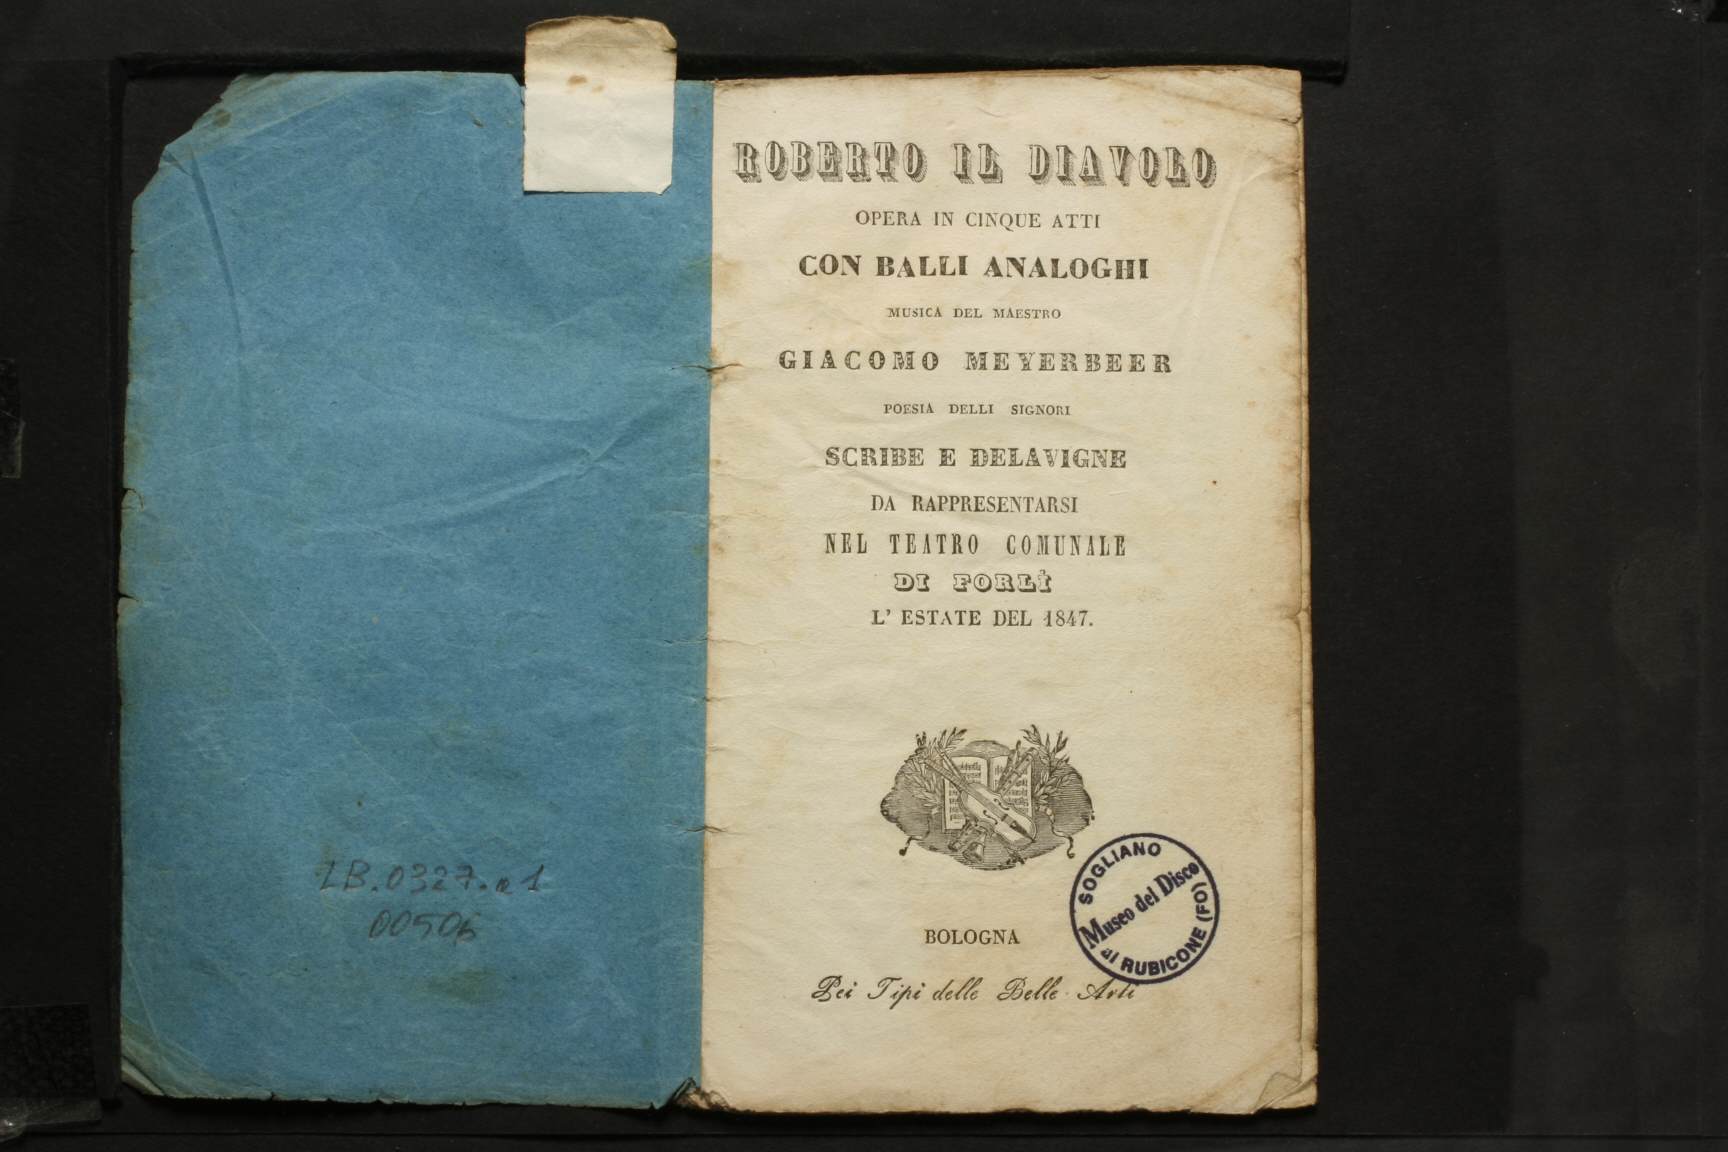 LB.0327.a1
00506
ROBERTO IL DIAVOLO
OPERA IN CINQUE ATTI
CON BALLI ANALOGHI
MUSICA DEL MAESTRO
GIACOMO MEYERBEER
POESIA DELLI SIGNORI
SCRIBE E DELAVIGNE
DA RAPPRESENTARSI
NEL TEATRO COMUNALE
DI FORLÌ
L' ESTATE DEL 1847.
BOLOGNA
Pei Tipi delle Belle Arti
SOGLIANO
Museo del Disco
al RUBICONE (FO)